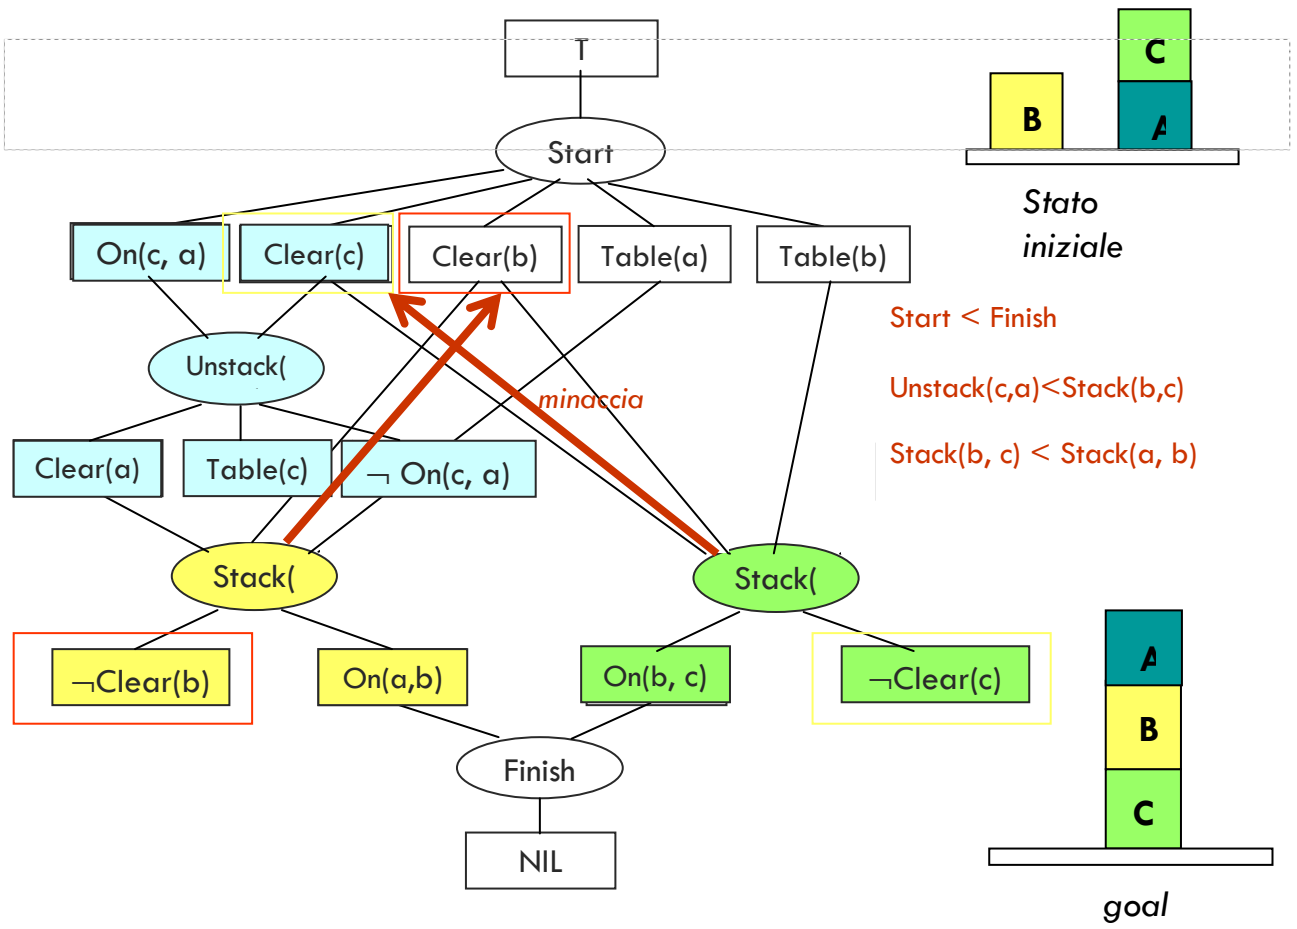 T
C
B
A
Start
Stato
iniziale
On(c, a)
Clear(c)
Clear(b)
Table(a)
Table(b)
Start < Finish
Unstack(
minaccia
Unstack(c,a)<Stack(b,c)
Clear(a)
Table(c)
¬ On(c, a)
Stack(b, c) < Stack(a, b)
Stack(
Stack(
¬Clear(b)
On(a,b)
On(b, c)
¬Clear(c)
A
B
Finish
C
NIL
goal